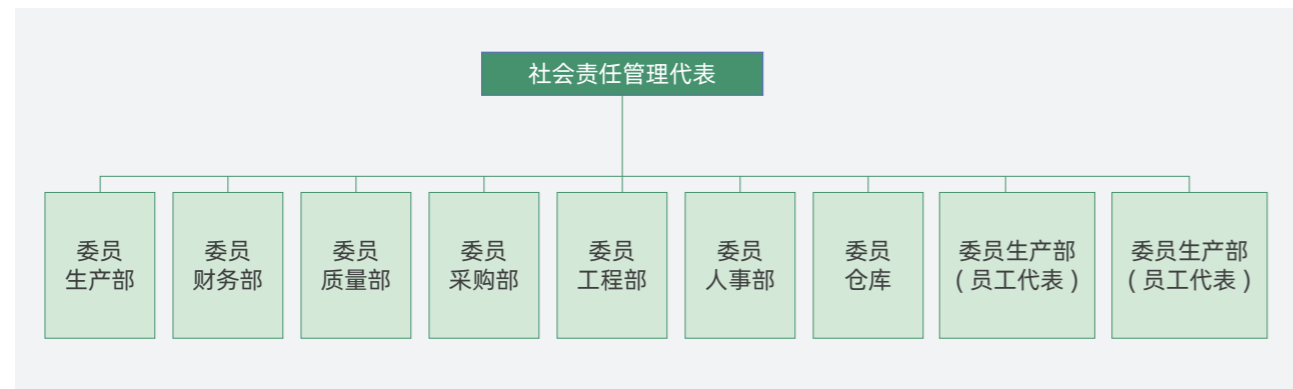 社会责任管理代表
委员
生产部
委员
财务部
委员
质量部
委员
采购部
委员
工程部
委员
人事部
委员
仓库
委员生产部
（员工代表）
委员生产部
（员工代表）